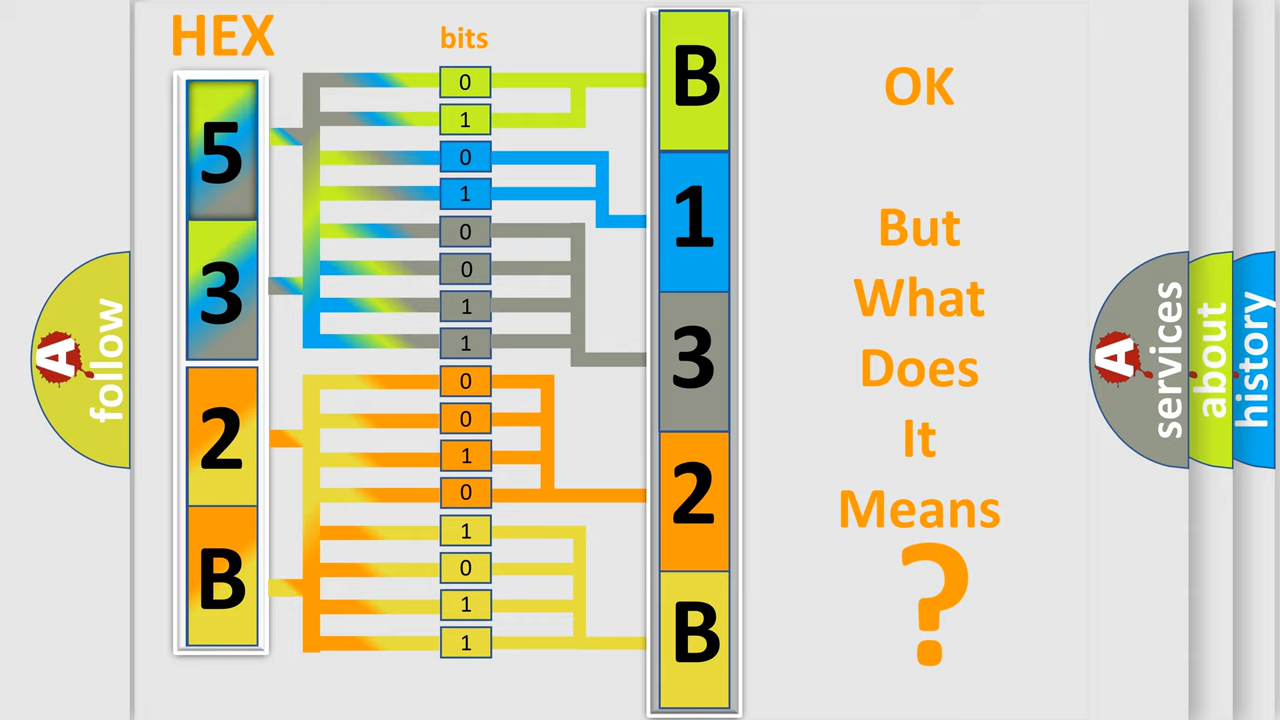 HEX
bits
5
3
2
B
0
1
0
1
0
0
1
1
0
0
1
0
1
0
1
1
B
1
3
2
B
OK
But
What
Does
It
Means
?
A
follow
A
services
about
history